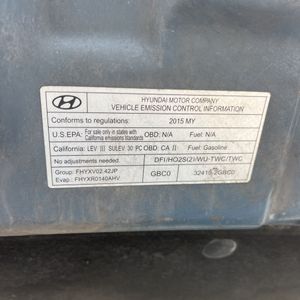 HYUNDAI MOTOR COMPANY
VEHICLE EMISSION CONTROL INFORMATION
Conforms to regulations: 2015 MY
U.S.EPA: For sale only in states with California emissions standards OBD: N/A Fuel: N/A
California: LEV III SULEV 30 PC OBD: CA II Fuel: Gasoline
No adjustments needed. DFI/HO2S(2)/WU-TWC/TWC
Group: FHYXV02.42JP
Evap: FHYXR0140AHV
GBC0 2GBC0